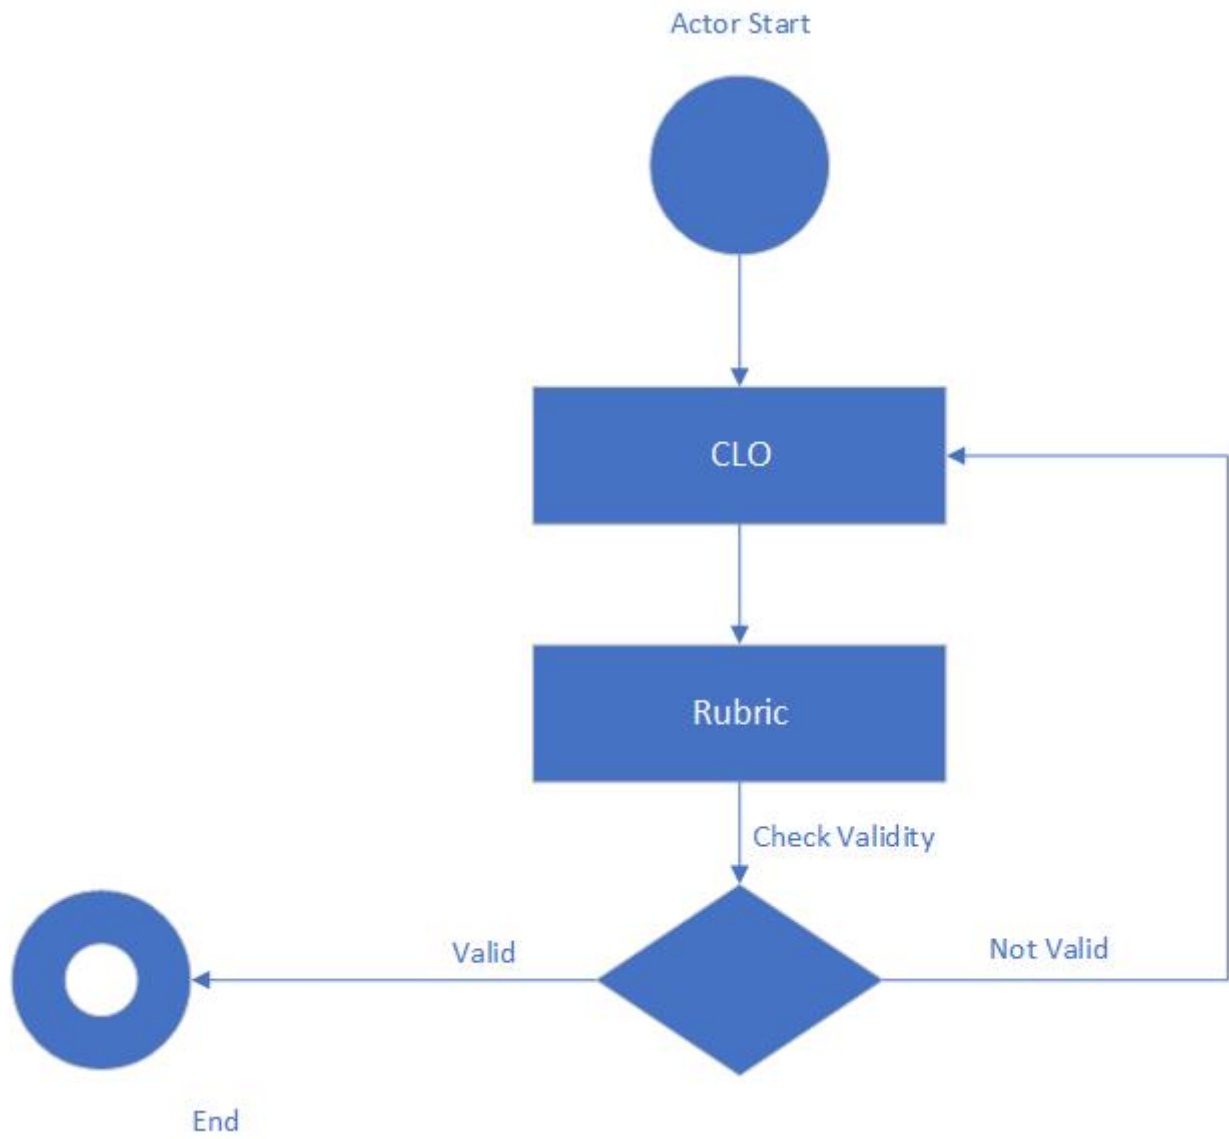 Actor Start
CLO
Rubric
Check Validity
Valid
Not Valid
End